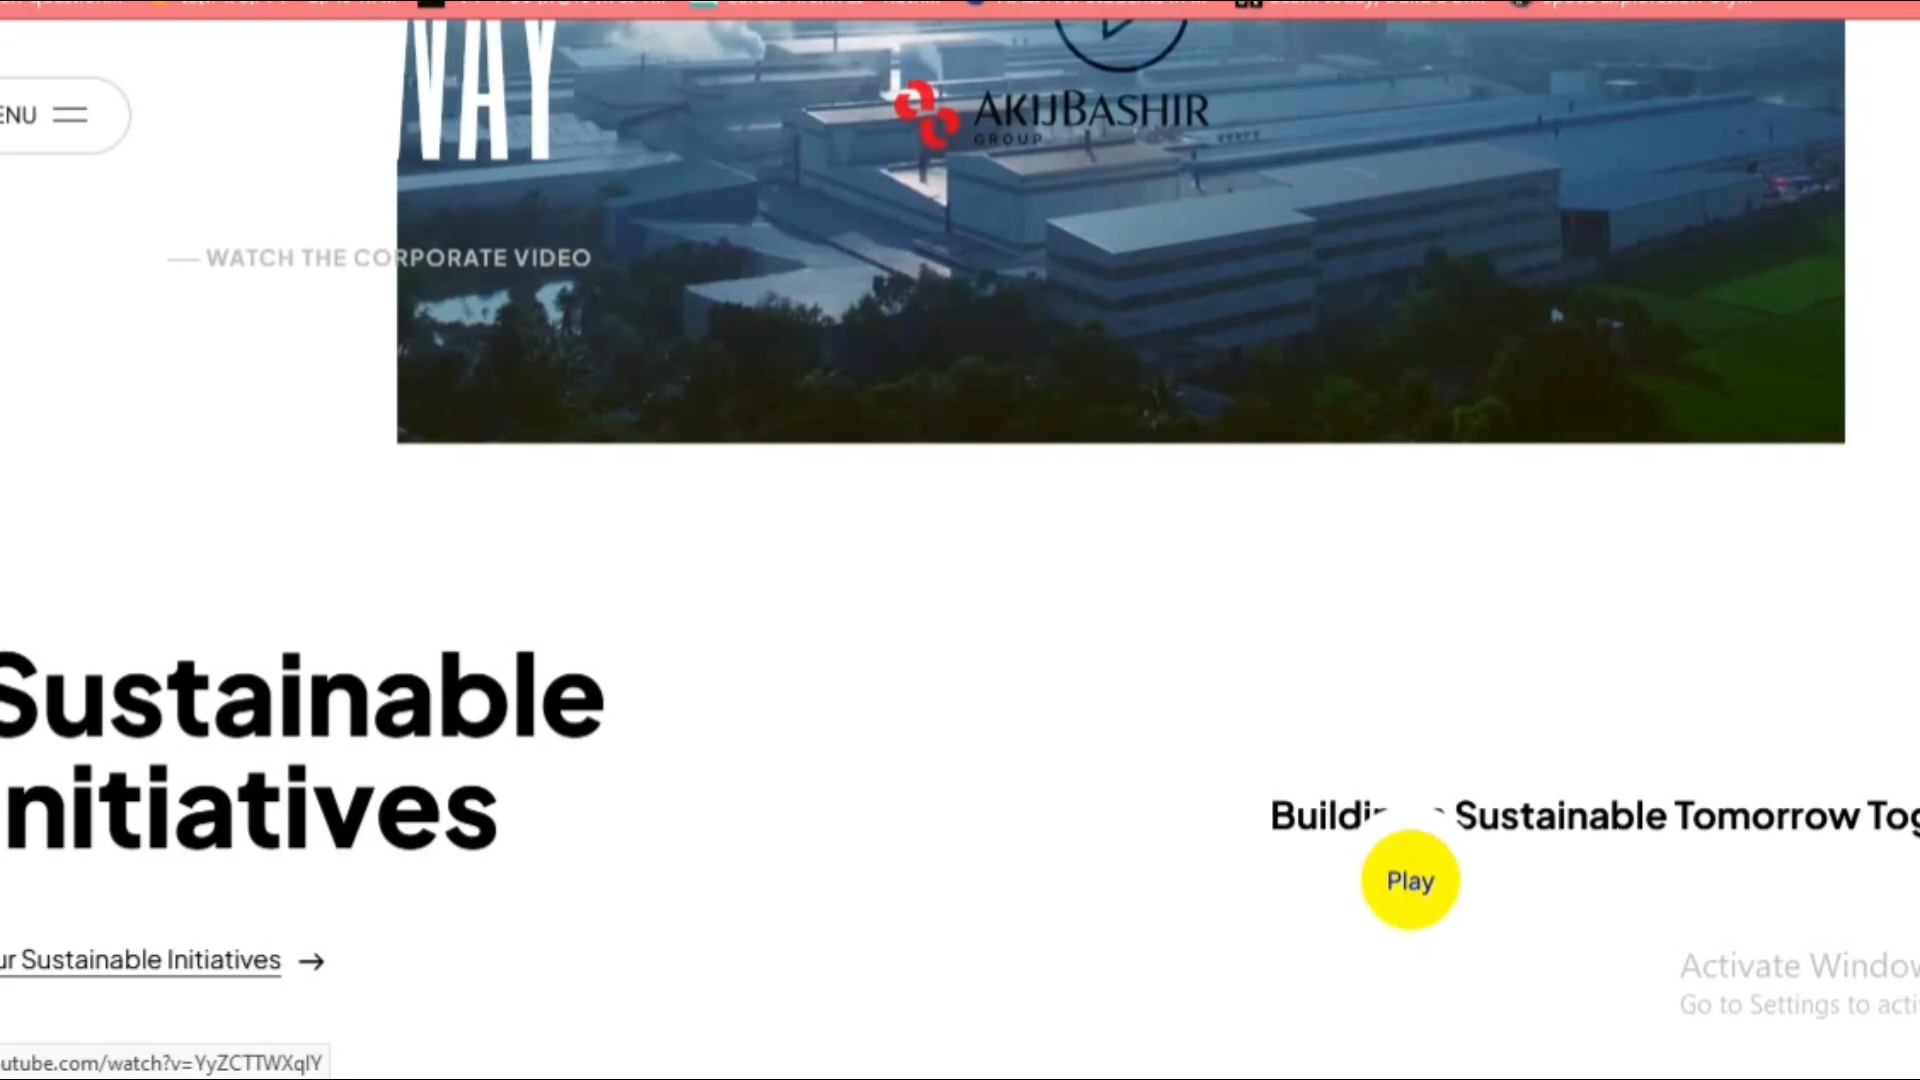 WAY
ENU
AKIJBASHIR
GROUP
— WATCH THE CORPORATE VIDEO
Sustainable
nitiatives
Sustainable Tomorrow Tog
Play
ur Sustainable Initiatives →
Activate Window
Go to Settings to acti
utube.com/watch?v=YyZCTTWXqlY